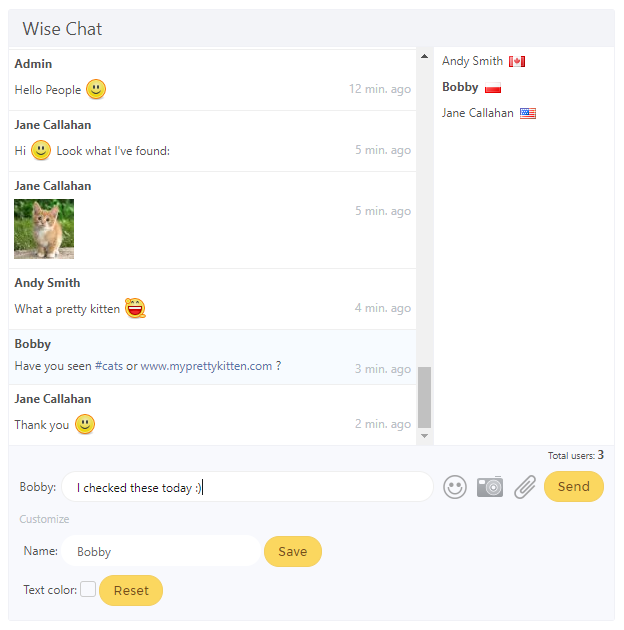 Wise Chat
Admin
Hello People 12 min. ago
Jane Callahan
Hi Look what I've found: 5 min. ago
Jane Callahan
5 min. ago
Andy Smith
What a pretty kitten 4 min. ago
Bobby
Have you seen #cats or www.myprettykitten.com ? 3 min. ago
Jane Callahan
Thank you 2 min. ago
Andy Smith
Bobby
Jane Callahan
Total users: 3
Bobby: I checked these today :) Send
Customize
Name: Bobby Save
Text color: Reset